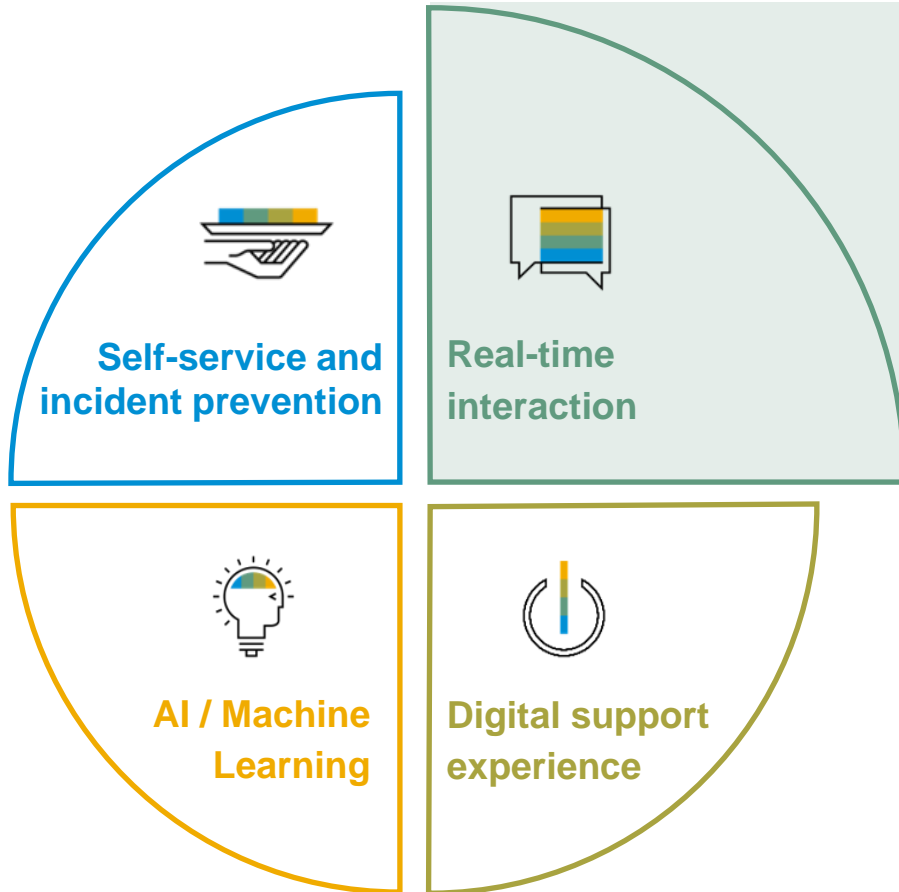 Self-service and
incident prevention
Real-time
interaction
AI / Machine
Learning
Digital support
experience